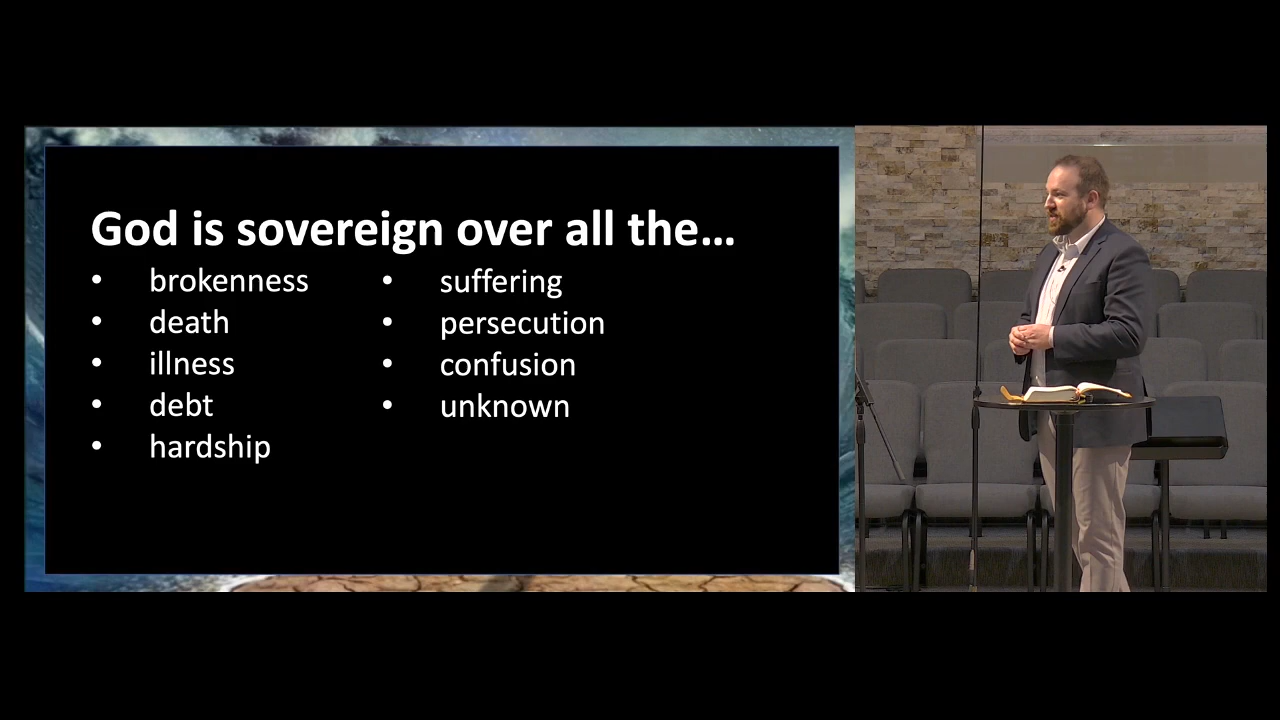 God is sovereign over all the...
• brokenness
• death
• illness
• debt
• hardship
• suffering
• persecution
• confusion
• unknown